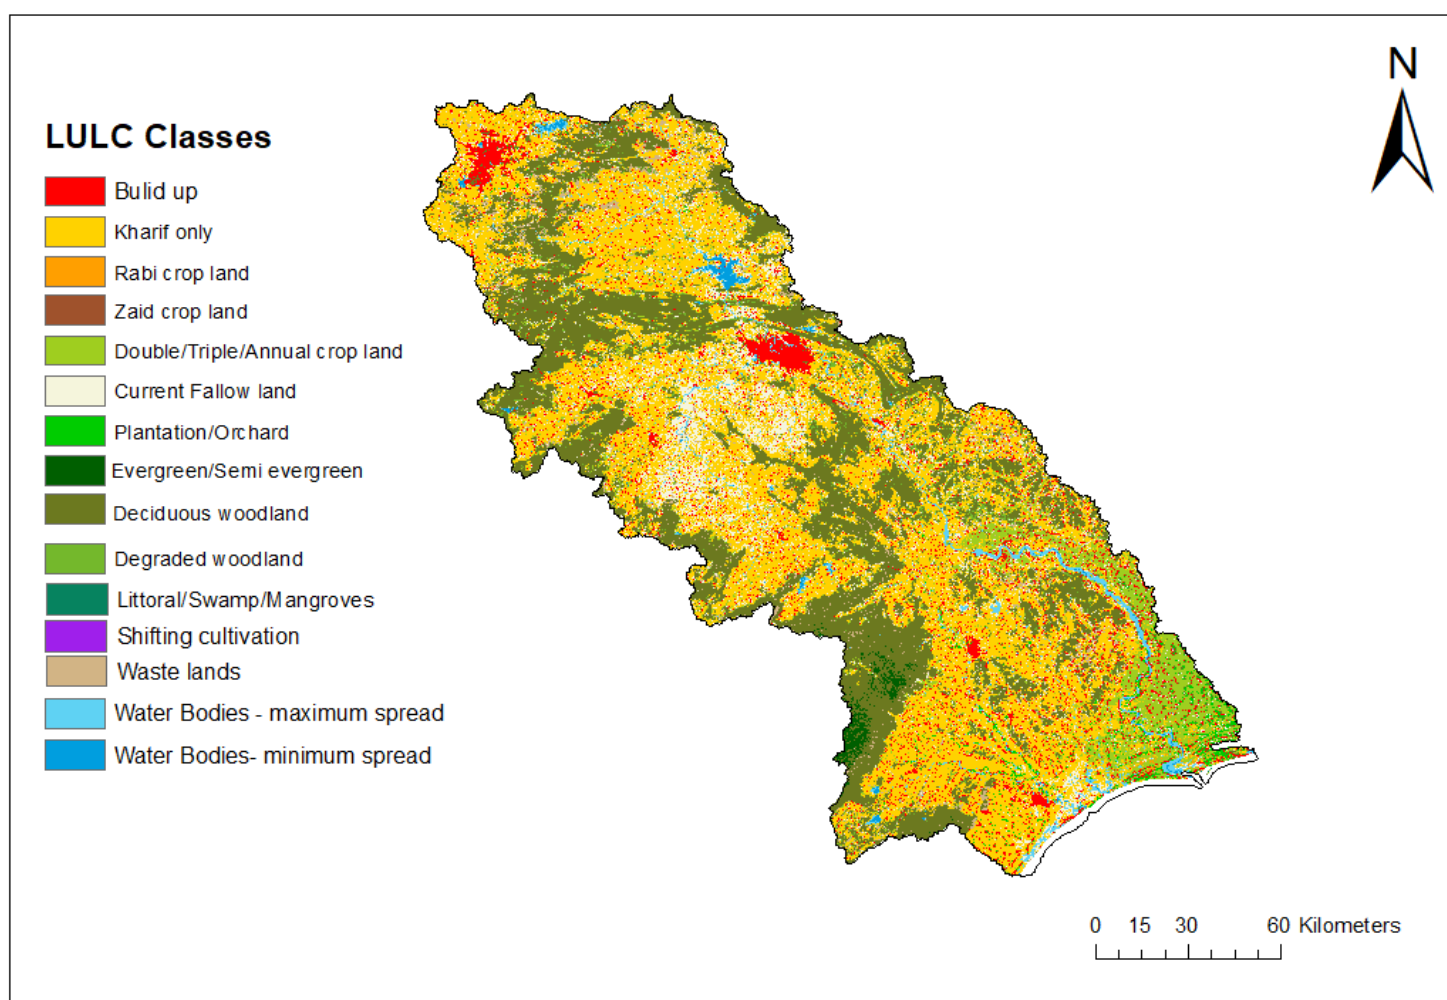 N
LULC Classes
Bulid up
Kharif only
Rabi crop land
Zaid crop land
Double/Triple/Annual crop land
Current Fallow land
Plantation/Orchard
Evergreen/Semi evergreen
Deciduous woodland
Degraded woodland
Littoral/Swamp/Mangroves
Shifting cultivation
Waste lands
Water Bodies - maximum spread
Water Bodies- minimum spread
0 15 30 60 Kilometers